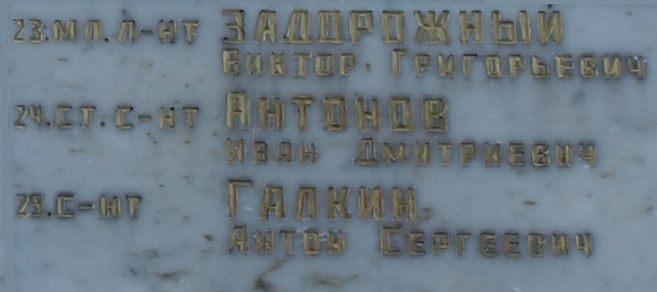 23. МЛ. Л-НТ ЗАДОРОЖНЫЙ
ВИКТОР ГРИГОРЬЕВИЧ
24. СТ. С-НТ АНТОНОВ
ИВАН ДМИТРИЕВИЧ
25. С-НТ ГАЛКИН
АНТОН СЕРГЕЕВИЧ